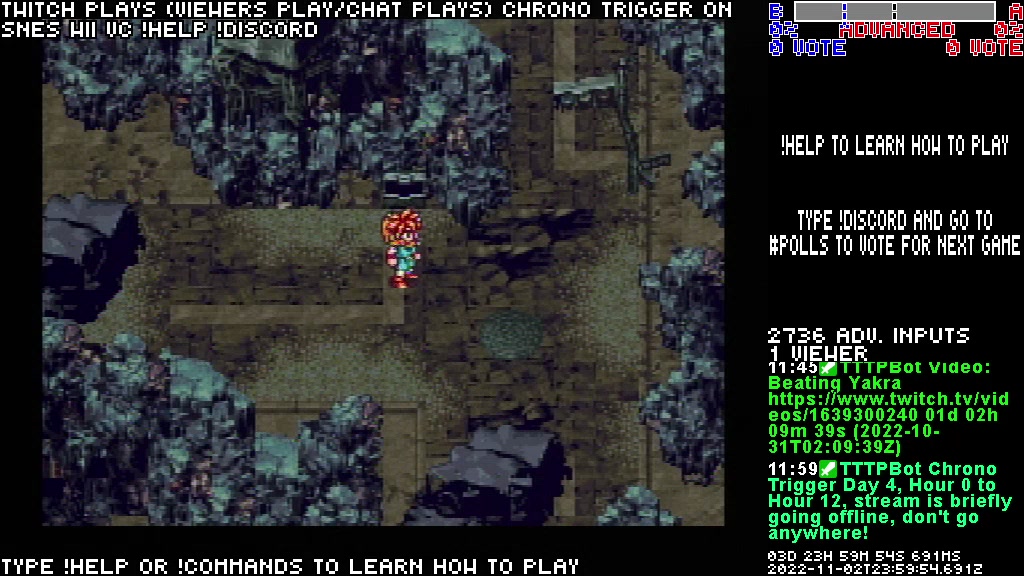 TWITCH PLAYS (VIEWERS PLAY/CHAT PLAYS) CHRONO TRIGGER ON
SNES WII VC !HELP !DISCORD
B A
0% ADVANCED 0%
0 VOTE 0 VOTE
!HELP TO LEARN HOW TO PLAY
TYPE !DISCORD AND GO TO
#POLLS TO VOTE FOR NEXT GAME
2736 ADV. INPUTS
1 VIEWER
11:45 TTTPBot Video:
Beating Yakra
https://www.twitch.tv/vid
eos/1639300240 01d 02h
09m 39s (2022-10-
31T02:09:39Z)
11:59 TTTPBot Chrono
Trigger Day 4, Hour 0 to
Hour 12, stream is briefly
going offline, don't go
anywhere!
03D 23H 59M 54S 691MS
2022-11-02T23:59:54.691Z
TYPE !HELP OR !COMMANDS TO LEARN HOW TO PLAY